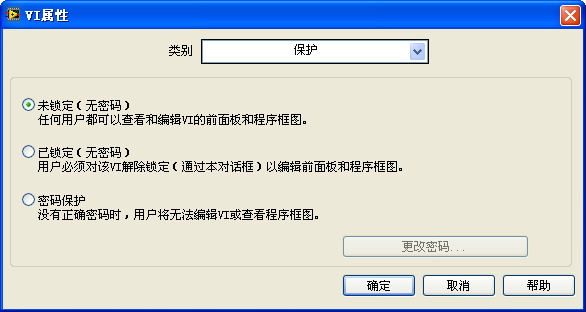 VI属性
类别 保护
未锁定(无密码)
任何用户都可以查看和编辑VI的前面板和程序框图。
已锁定(无密码)
用户必须对该VI解除锁定(通过本对话框)以编辑前面板和程序框图。
密码保护
没有正确密码时,用户将无法编辑VI或查看程序框图。
更改密码...
确定 取消 帮助